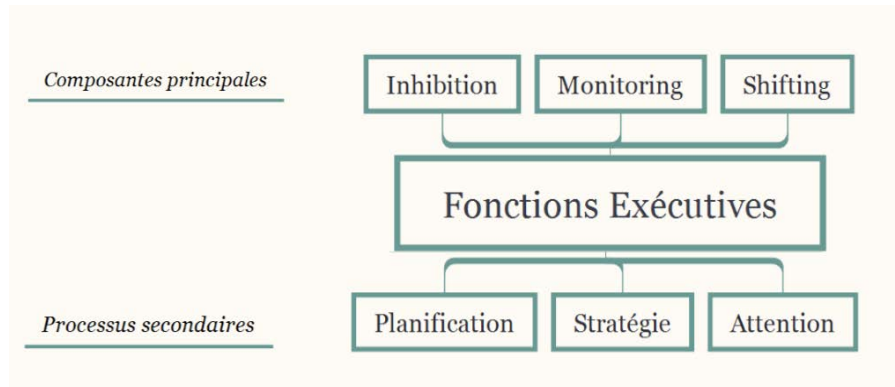 Composantes principales
Inhibition
Monitoring
Shifting
Fonctions Exécutives
Processus secondaires
Planification
Stratégie
Attention